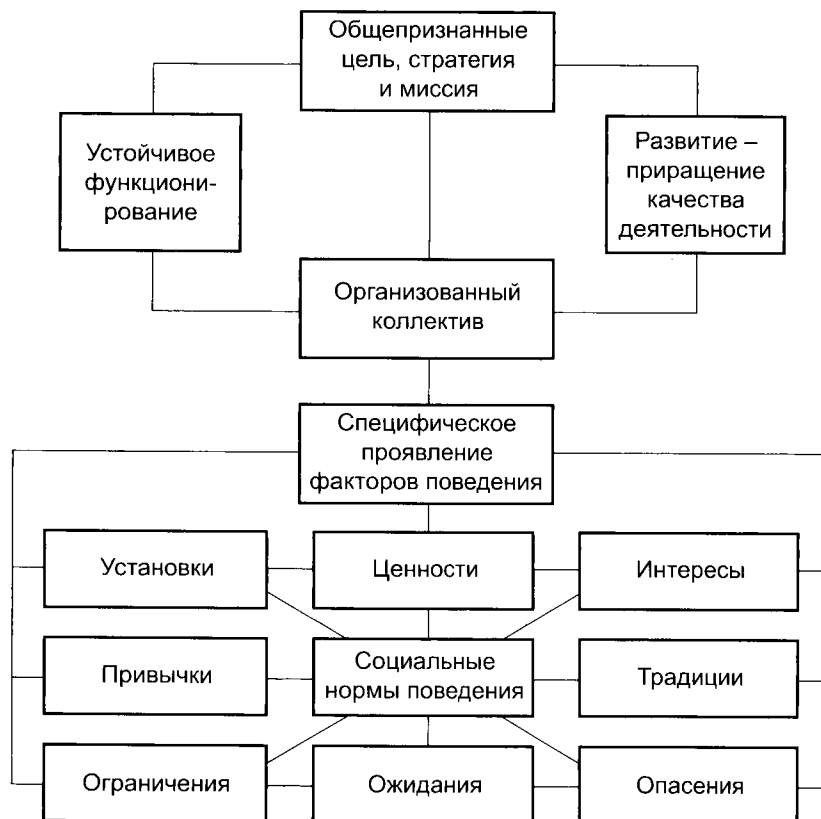 Общепризнанные
цель, стратегия
и миссия
Устойчивое
функциони-
рование
Развитие –
приращение
качества
деятельности
Организованный
коллектив
Специфическое
проявление
факторов поведения
Установки
Ценности
Интересы
Привычки
Социальные
нормы поведения
Традиции
Ограничения
Ожидания
Опасения